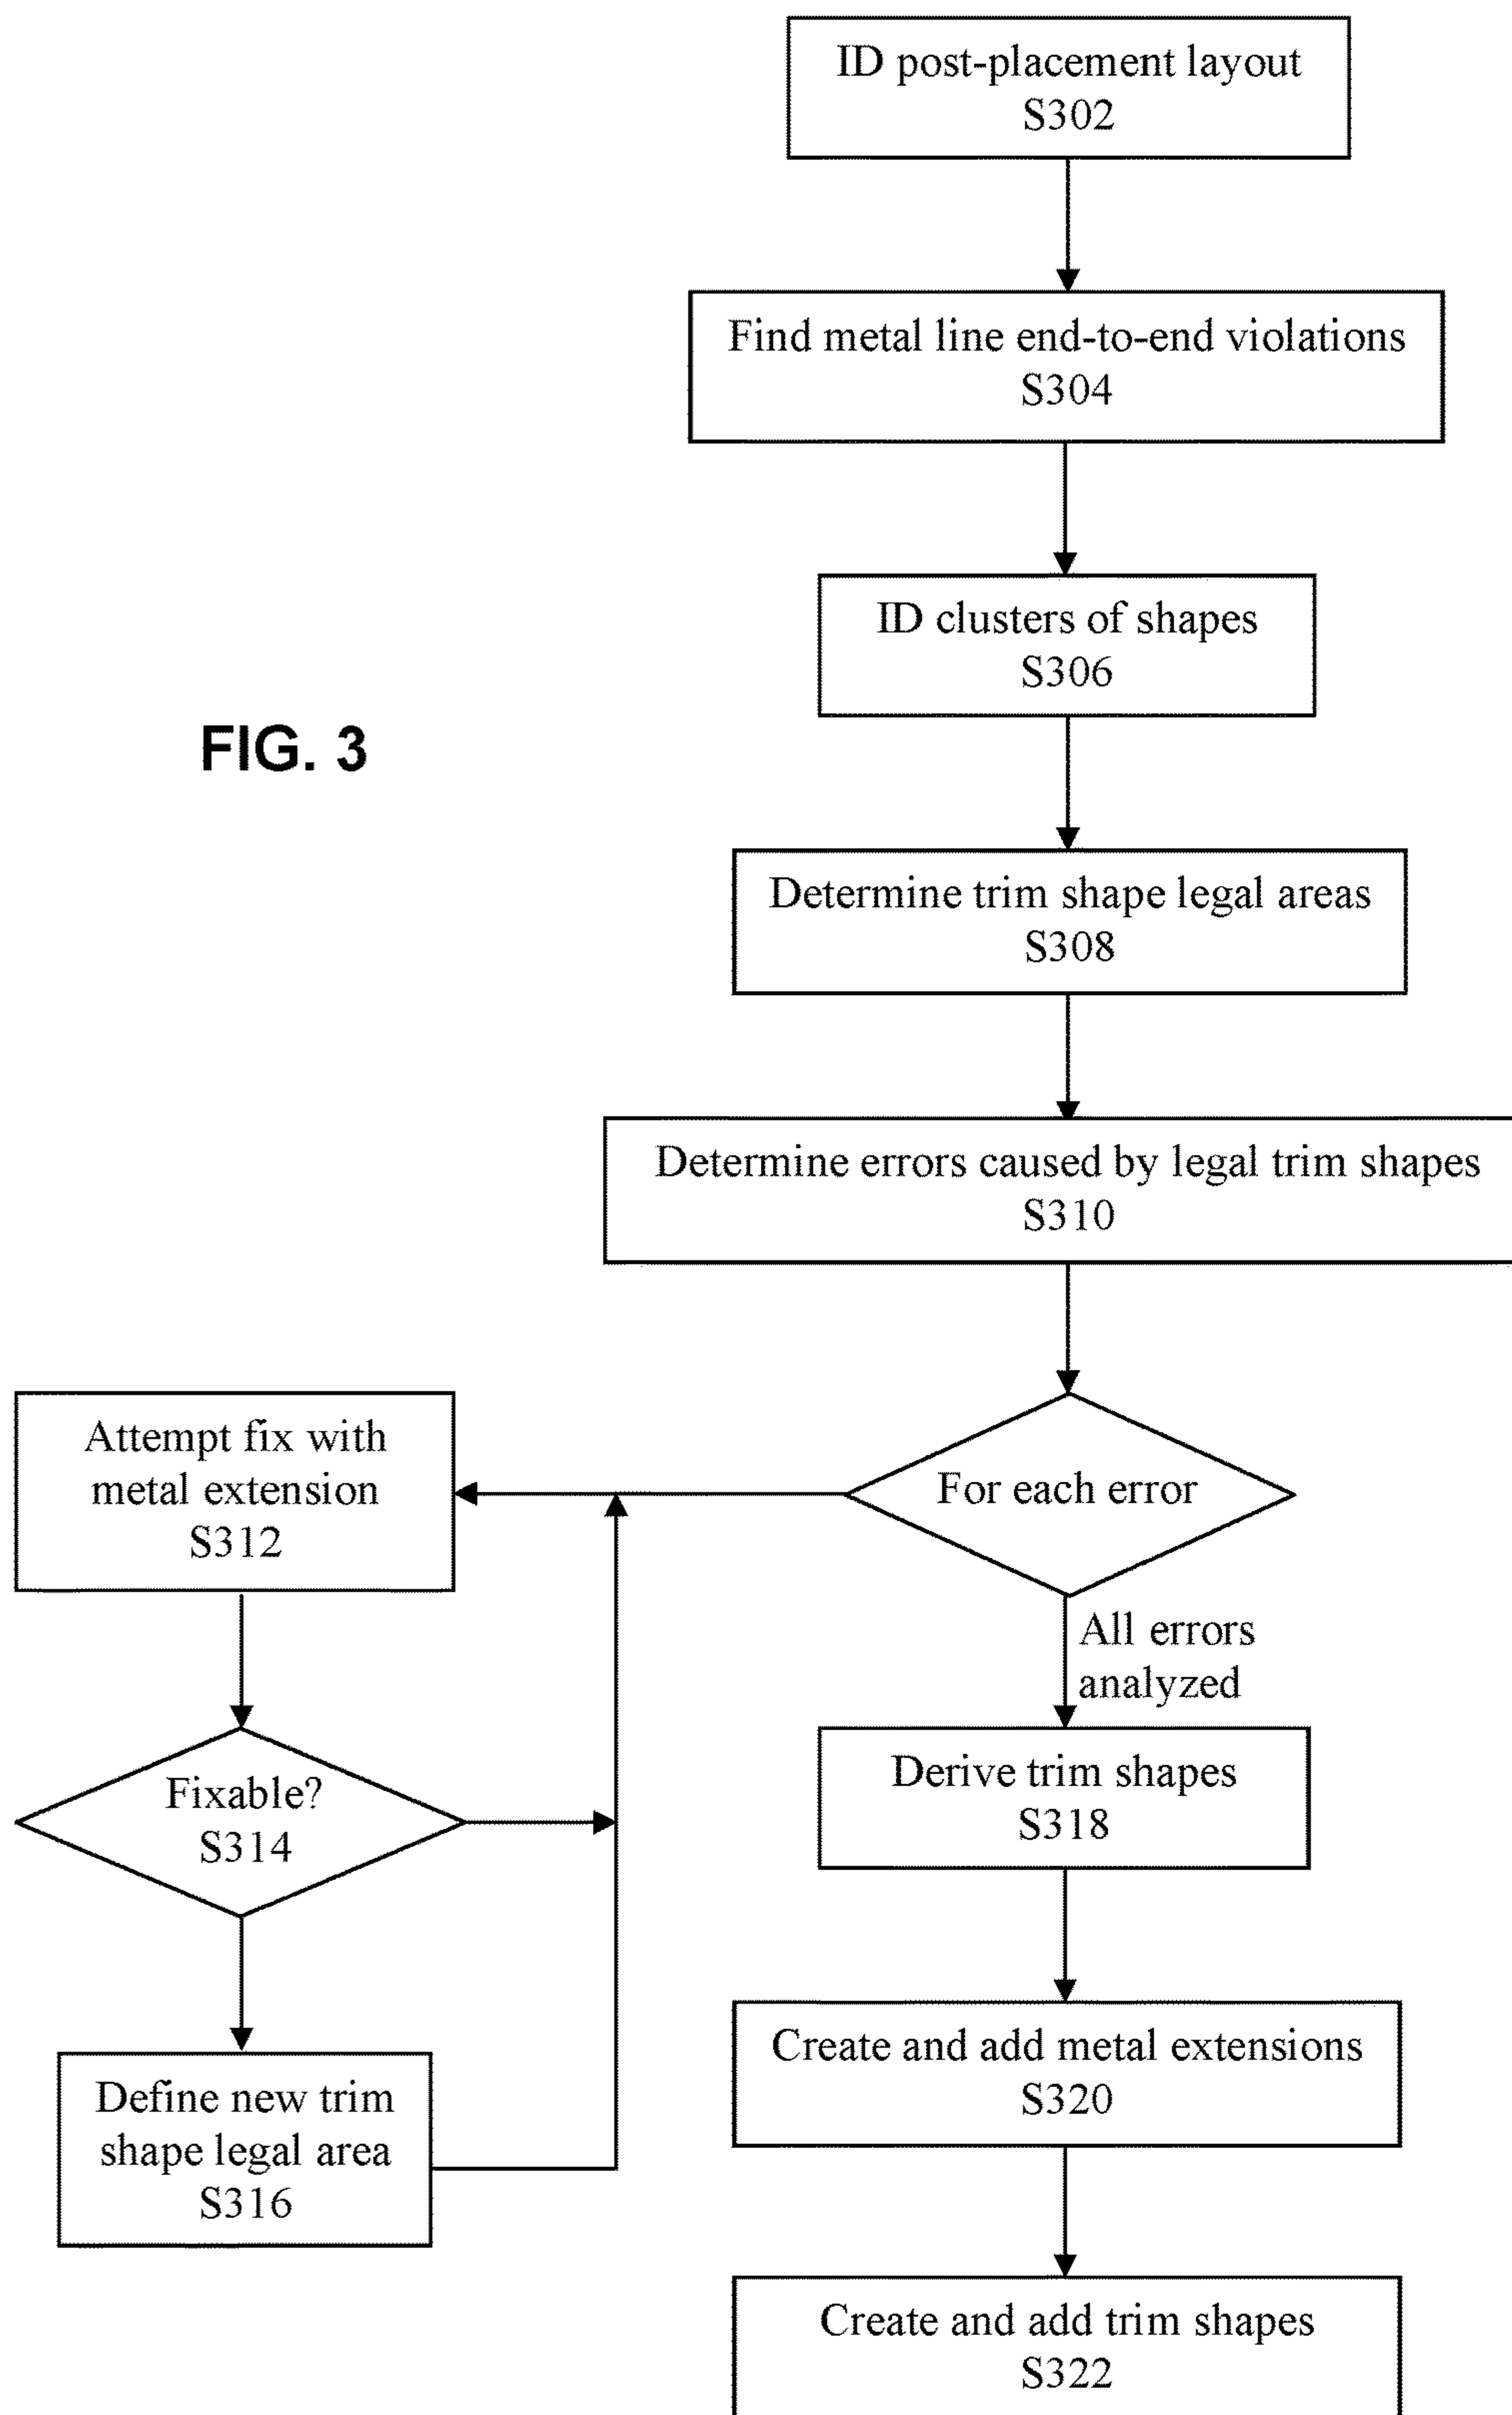 ID post-placement layout
S302
Find metal line end-to-end violations
S304
ID clusters of shapes
S306
FIG. 3
Determine trim shape legal areas
S308
Determine errors caused by legal trim shapes
S310
For each error
Attempt fix with
metal extension
S312
Fixable?
S314
Define new trim
shape legal area
S316
All errors
analyzed
Derive trim shapes
S318
Create and add metal extensions
S320
Create and add trim shapes
S322